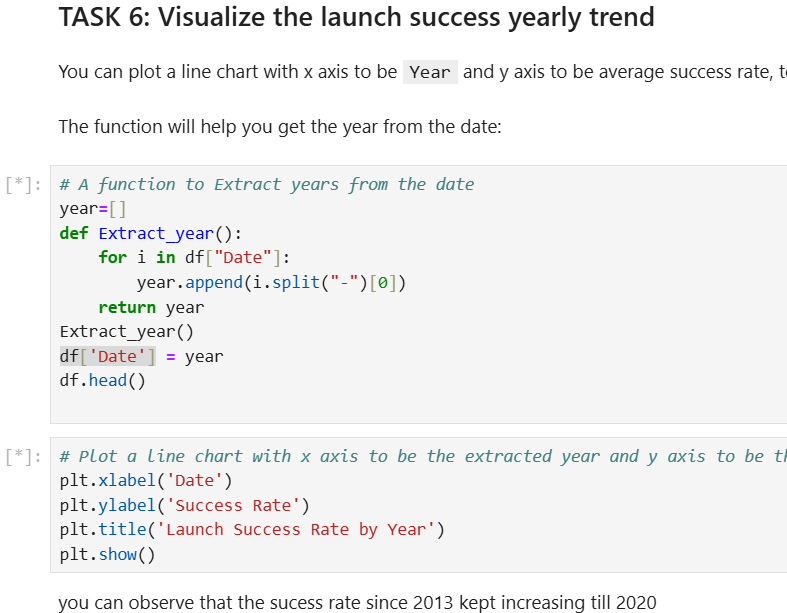 TASK 6: Visualize the launch success yearly trend
You can plot a line chart with x axis to be Year and y axis to be average success rate,
The function will help you get the year from the date:
[*]: # A function to Extract years from the date
year=[]
def Extract_year():
    for i in df["Date"]:
        year.append(i.split("-")[0])
    return year
Extract_year()
df['Date'] = year
df.head()
[*]: # Plot a line chart with x axis to be the extracted year and y axis to be
plt.xlabel('Date')
plt.ylabel('Success Rate')
plt.title('Launch Success Rate by Year')
plt.show()
you can observe that the sucess rate since 2013 kept increasing till 2020